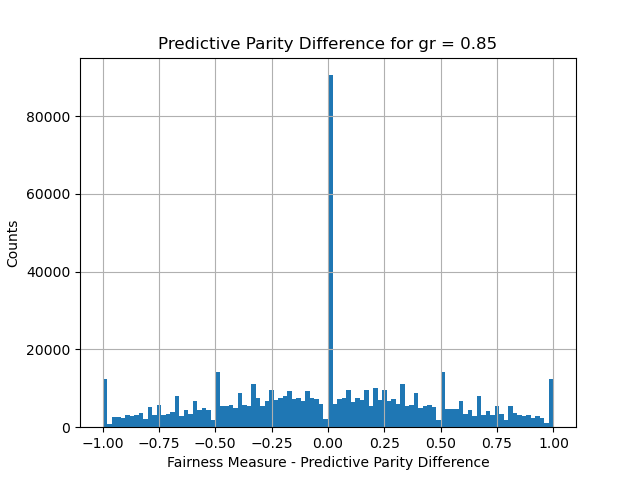 Predictive Parity Difference for gr = 0.85
80000
60000
40000
20000
0
Counts
−1.00 −0.75 −0.50 −0.25 0.00 0.25 0.50 0.75 1.00
Fairness Measure - Predictive Parity Difference